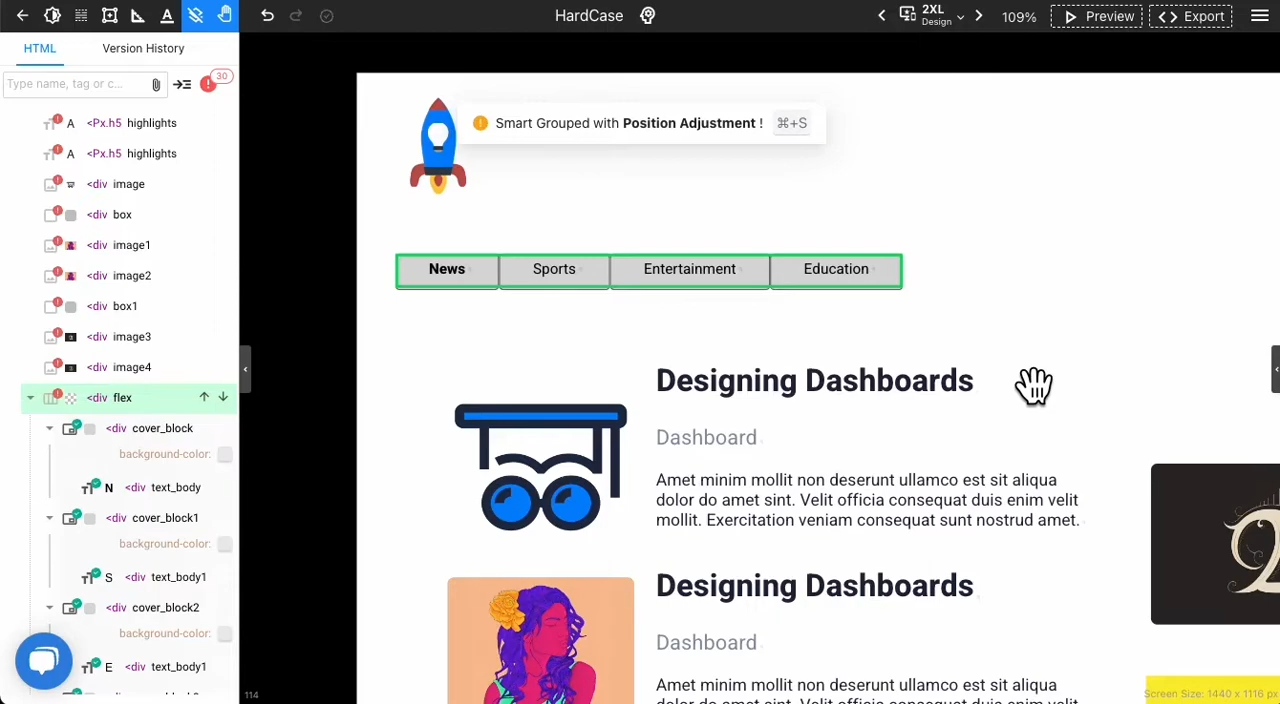 HardCase
2XL
Design
109%
Preview
Export
HTML
Version History
Type name, tag or c...
30
A <Px.h5 highlights
A <Px.h5 highlights
<div image
<div box
<div image1
<div image2
<div box1
<div image3
<div image4
<div flex
<div cover_block
background-color:
N <div text_body
<div cover_block1
background-color:
S <div text_body1
<div cover_block2
background-color:
E <div text_body1
114
Smart Grouped with Position Adjustment ! ⌘+S
News Sports Entertainment Education
Designing Dashboards
Dashboard
Amet minim mollit non deserunt ullamco est sit aliqua
dolor do amet sint. Velit officia consequat duis enim velit
mollit. Exercitation veniam consequat sunt nostrud amet.
Designing Dashboards
Dashboard
Amet minim mollit non deserunt ullamco est sit aliqua
Screen Size: 1440 x 1116 px